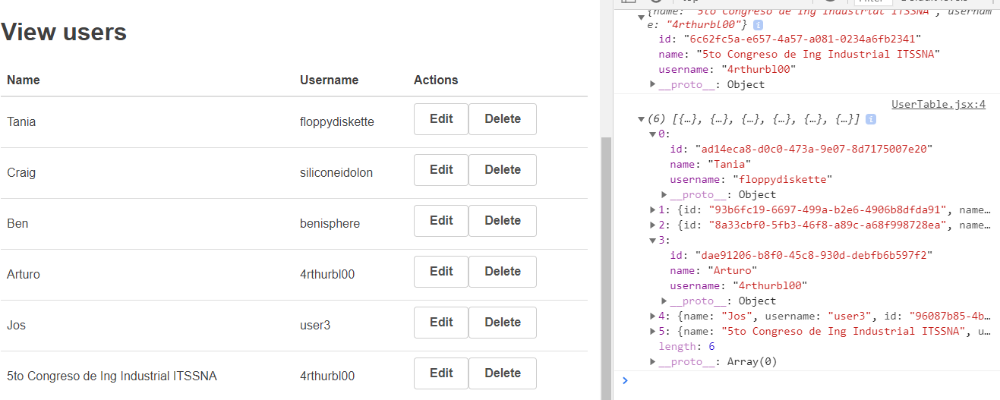 View users
Name Username Actions
Tania floppydiskette Edit Delete
Craig siliconeidolon Edit Delete
Ben benisphere Edit Delete
Arturo 4rthurbl00 Edit Delete
Jos user3 Edit Delete
5to Congreso de Ing Industrial ITSSNA 4rthurbl00 Edit Delete
{name: "5to Congreso de Ing Industrial ITSSNA", usernam
e: "4rthurbl00"} i
id: "6c62fc5a-e657-4a57-a081-0234a6fb2341"
name: "5to Congreso de Ing Industrial ITSSNA"
username: "4rthurbl00"
__proto__: Object
UserTable.jsx:4
(6) [{…}, {…}, {…}, {…}, {…}, {…}] i
0:
id: "ad14eca8-d0c0-473a-9e07-8d7175007e20"
name: "Tania"
username: "floppydiskette"
__proto__: Object
1: {id: "93b6fc19-6697-499a-b2e6-4906b8dfda91", name…
2: {id: "8a33cbf0-5fb3-46f8-a89c-a68f998728ea", name…
3:
id: "dae91206-b8f0-45c8-930d-debfb6b597f2"
name: "Arturo"
username: "4rthurbl00"
__proto__: Object
4: {name: "Jos", username: "user3", id: "96087b85-4b…
5: {name: "5to Congreso de Ing Industrial ITSSNA", u…
length: 6
__proto__: Array(0)